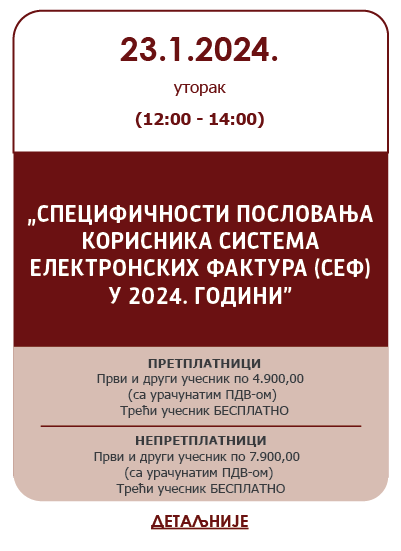 23.1.2024.
уторак
(12:00 - 14:00)
„СПЕЦИФИЧНОСТИ ПОСЛОВАЊА
КОРИСНИКА СИСТЕМА
ЕЛЕКТРОНСКИХ ФАКТУРА (СЕФ)
У 2024. ГОДИНИ”
ПРЕТПЛАТНИЦИ
Први и други учесник по 4.900,00
(са урачунатим ПДВ-ом)
Трећи учесник БЕСПЛАТНО
НЕПРЕТПЛАТНИЦИ
Први и други учесник по 7.900,00
(са урачунатим ПДВ-ом)
Трећи учесник БЕСПЛАТНО
ДЕТАЉНИЈЕ